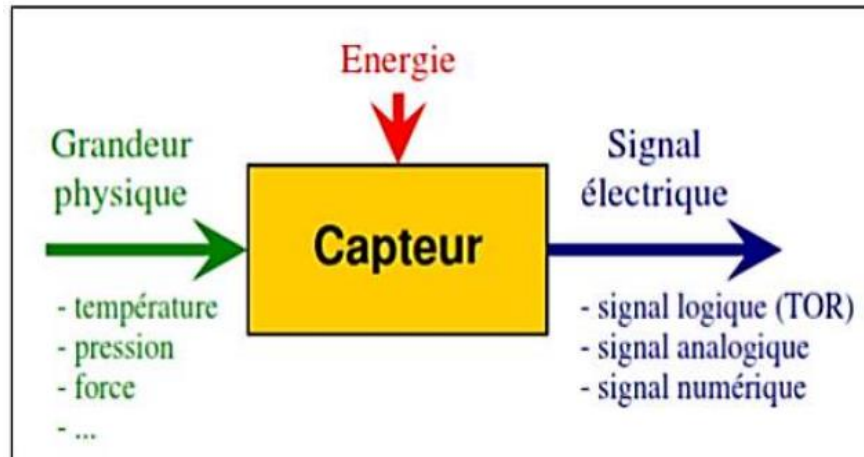 Energie
Grandeur
physique
Signal
électrique
Capteur
- température
- pression
- force
- ...
- signal logique (TOR)
- signal analogique
- signal numérique